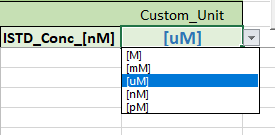 Custom_Unit
ISTD_Conc_[nM] [uM]
[M]
[mM]
[uM]
[nM]
[pM]